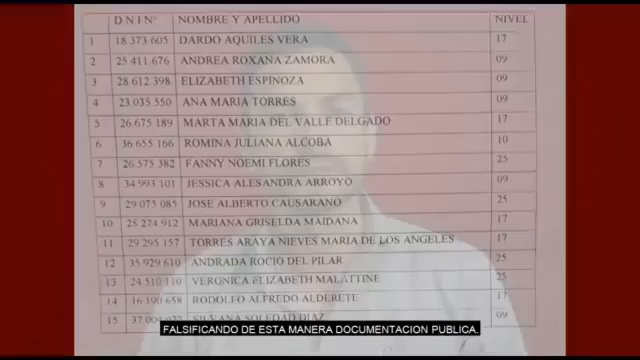 D N I N° NOMBRE Y APELLIDO NIVEL
1 18 373 605 DARDO AQUILES VERA 17
2 25 411 676 ANDREA ROXANA ZAMORA 09
3 28 612 398 ELIZABETH ESPINOZA 09
4 23 035 550 ANA MARIA TORRES 09
5 26 675 189 MARTA MARIA DEL VALLE DELGADO 17
6 36 655 166 ROMINA JULIANA ALCOBA 10
7 26 575 382 FANNY NOEMI FLORES 25
8 34 993 101 JESSICA ALESANDRA ARROYO 09
9 29 075 085 JOSE ALBERTO CAUSARANO 25
10 25 274 912 MARIANA GRISELDA MAIDANA 17
11 29 295 157 TORRES ARAYA NIEVES MARIA DE LOS ANGELES 17
12 35 929 610 ANDRADA ROCIO DEL PILAR 25
13 24 510 110 VERONICA ELIZABETH MALATTINE 25
14 16 190 658 RODOLFO ALFREDO ALDERETE 17
15 SILVANA SOLEDAD DIAZ 09
FALSIFICANDO DE ESTA MANERA DOCUMENTACION PUBLICA.